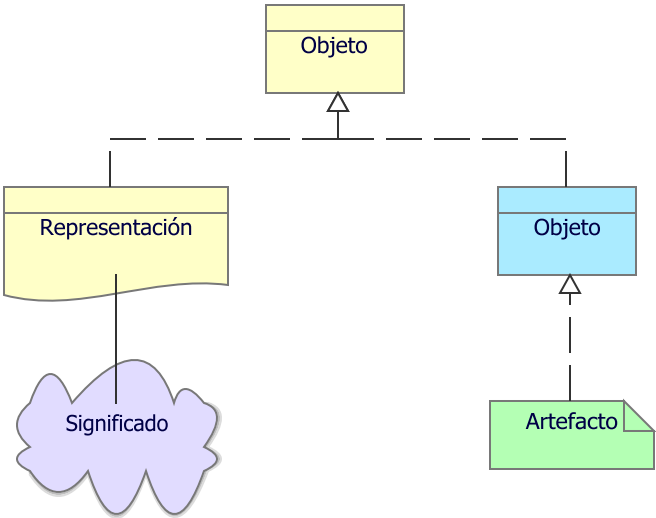 Objeto
Representación
Objeto
Significado
Artefacto